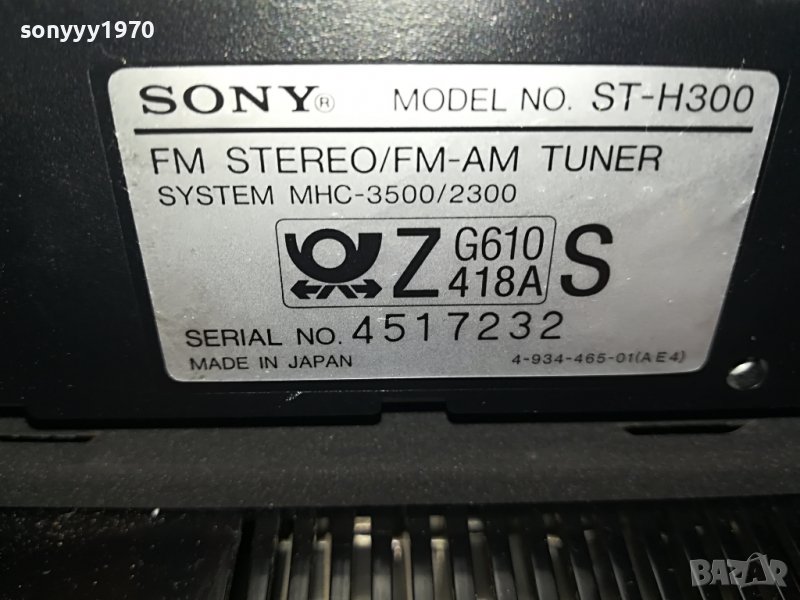 sonyyy1970
SONY® MODEL NO. ST-H300
FM STEREO/FM-AM TUNER
SYSTEM MHC-3500/2300
Z G610 418A S
SERIAL NO. 4517232
MADE IN JAPAN 4-934-465-01(AE4)
BAZAR